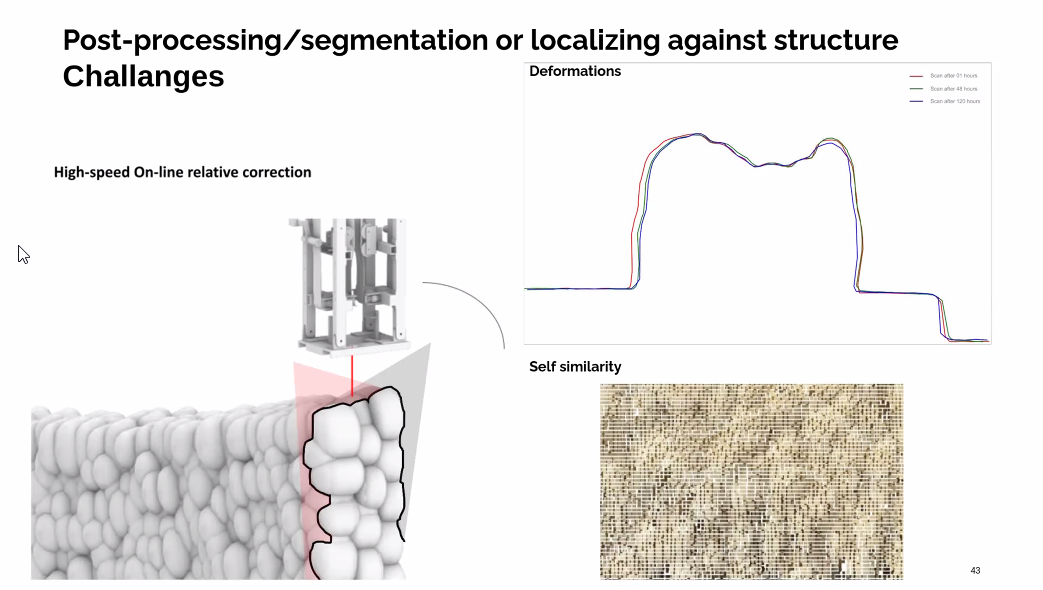 Post-processing/segmentation or localizing against structure
Challanges
Deformations
Scan after 01 hours
Scan after 48 hours
Scan after 120 hours
High-speed On-line relative correction
Self similarity
43